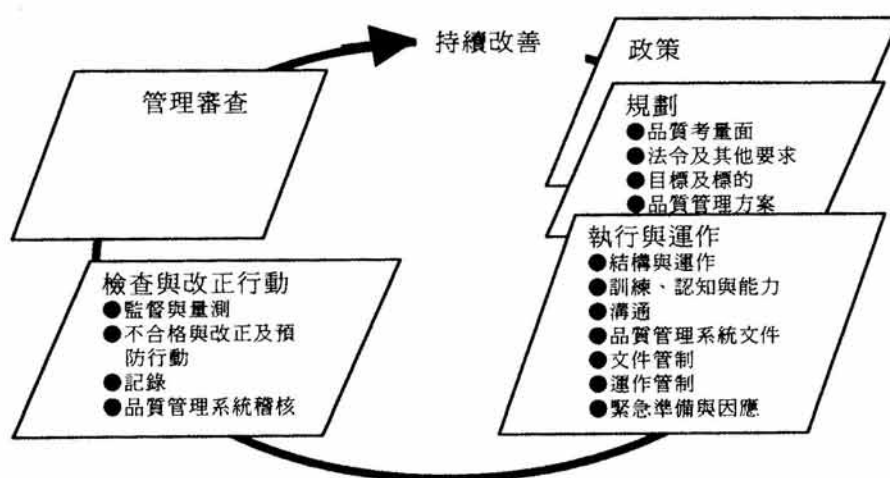 持續改善
政策
規劃
●品質考量面
●法令及其他要求
●目標及標的
●品質管理方案
執行與運作
●結構與運作
●訓練、認知與能力
●溝通
●品質管理系統文件
●文件管制
●運作管制
●緊急準備與因應
檢查與改正行動
●監督與量測
●不合格與改正及預
防行動
●記錄
●品質管理系統稽核
管理審查